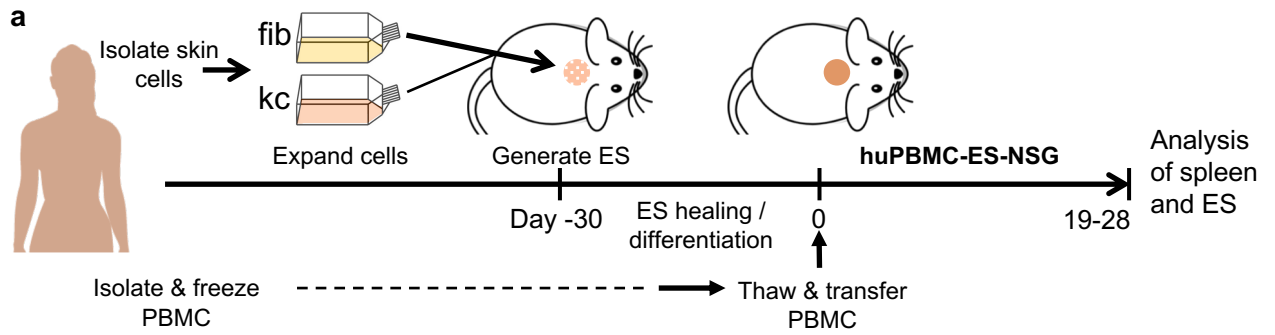 a
Isolate skin
cells
fib
kc
Expand cells
Generate ES
huPBMC-ES-NSG
Analysis
of spleen
and ES
Day -30
ES healing /
differentiation
0
19-28
Isolate & freeze
PBMC
Thaw & transfer
PBMC